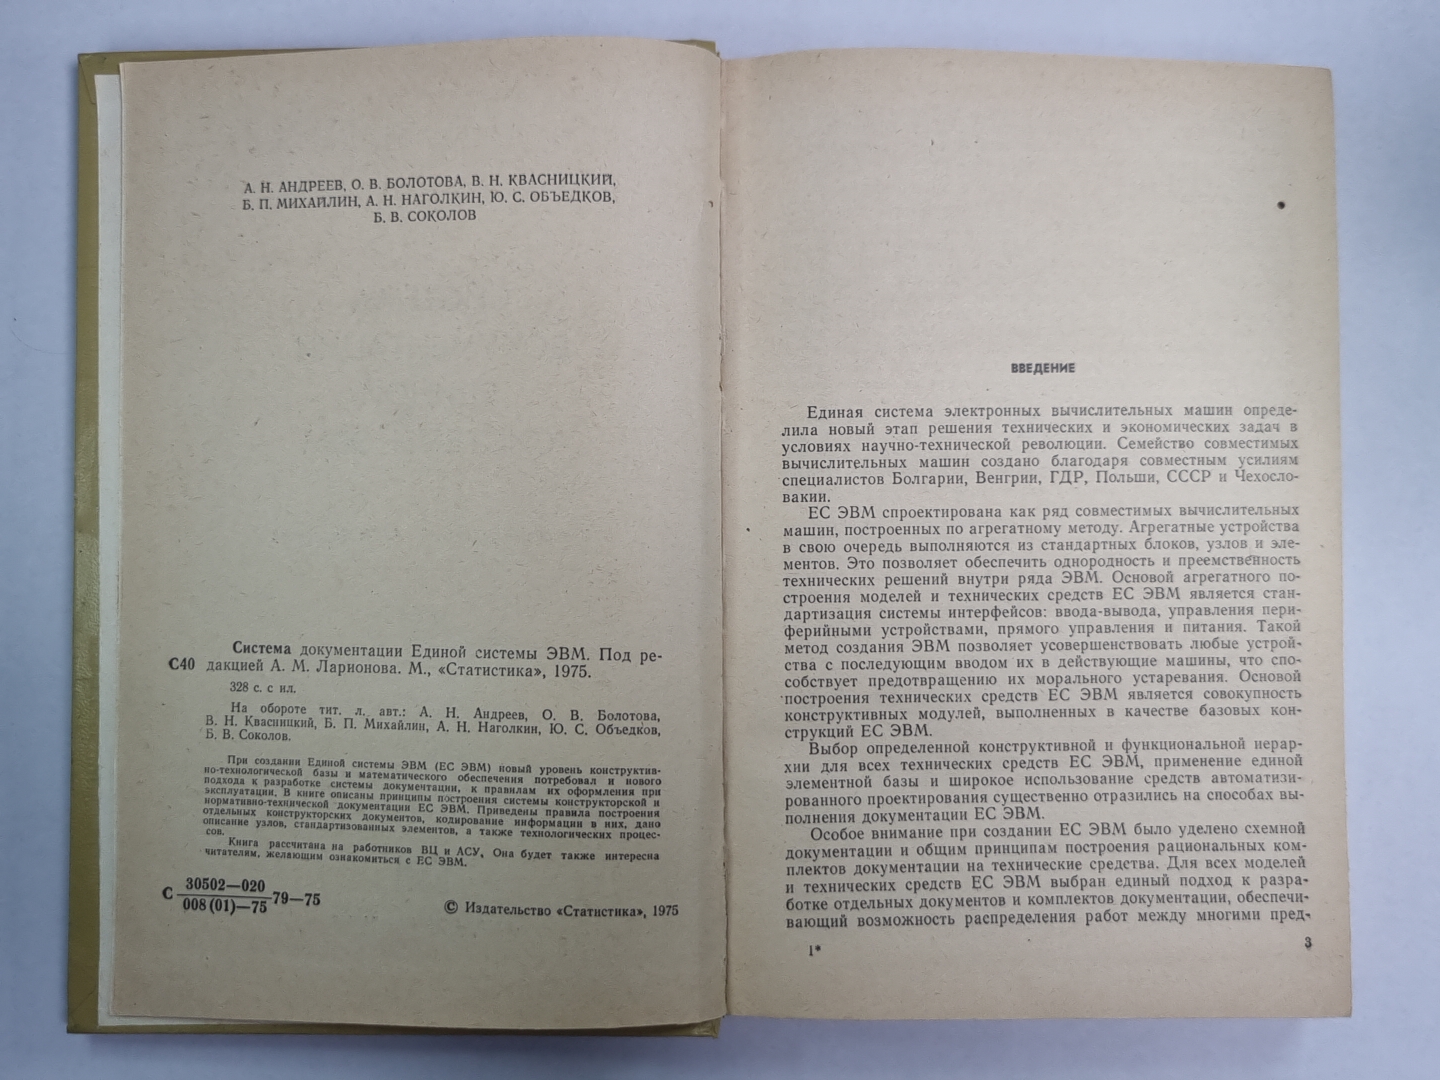 А. Н. АНДРЕЕВ, О. В. БОЛОТОВА, В. Н. КВАСНИЦКИЙ,
Б. П. МИХАЙЛИН, А. Н. НАГОЛКИН, Ю. С. ОБЪЕДКОВ,
Б. В. СОКОЛОВ
Система документации Единой системы ЭВМ. Под ре-
С40 дакцией А. М. Ларионова. М., «Статистика», 1975.
328 с. с ил.
На обороте тит. л. авт.: А. Н. Андреев, О. В. Болотова,
В. Н. Квасницкий, Б. П. Михайлин, А. Н. Наголкин, Ю. С. Объедков,
Б. В. Соколов.
При создании Единой системы ЭВМ (ЕС ЭВМ) новый уровень конструктив-
но-технологической базы и математического обеспечения потребовал и нового
подхода к разработке системы документации, к правилам их оформления при
эксплуатации. В книге описаны принципы построения системы конструкторской и
нормативно-технической документации ЕС ЭВМ. Приведены правила построения
отдельных конструкторских документов, кодирование информации в них, дано
описание узлов, стандартизованных элементов, а также технологических процес-
сов.
Книга рассчитана на работников ВЦ и АСУ. Она будет также интересна
читателям, желающим ознакомиться с ЕС ЭВМ.
30502—020
С 79—75
008(01)—75
© Издательство «Статистика», 1975
ВВЕДЕНИЕ
Единая система электронных вычислительных машин опреде-
лила новый этап решения технических и экономических задач в
условиях научно-технической революции. Семейство совместимых
вычислительных машин создано благодаря совместным усилиям
специалистов Болгарии, Венгрии, ГДР, Польши, СССР и Чехосло-
вакии.
ЕС ЭВМ спроектирована как ряд совместимых вычислительных
машин, построенных по агрегатному методу. Агрегатные устройства
в свою очередь выполняются из стандартных блоков, узлов и эле-
ментов. Это позволяет обеспечить однородность и преемственность
технических решений внутри ряда ЭВМ. Основой агрегатного по-
строения моделей и технических средств ЕС ЭВМ является стан-
дартизация системы интерфейсов: ввода-вывода, управления пери-
ферийными устройствами, прямого управления и питания. Такой
метод создания ЭВМ позволяет усовершенствовать любые устрой-
ства с последующим вводом их в действующие машины, что спо-
собствует предотвращению их морального устаревания. Основой
построения технических средств ЕС ЭВМ является совокупность
конструктивных модулей, выполненных в качестве базовых кон-
струкций ЕС ЭВМ.
Выбор определенной конструктивной и функциональной иерар-
хии для всех технических средств ЕС ЭВМ, применение единой
элементной базы и широкое использование средств автоматизи-
рованного проектирования существенно отразились на способах вы-
полнения документации ЕС ЭВМ.
Особое внимание при создании ЕС ЭВМ было уделено схемной
документации и общим принципам построения рациональных ком-
плектов документации на технические средства. Для всех моделей
и технических средств ЕС ЭВМ выбран единый подход к разра-
ботке отдельных документов и комплектов документации, обеспечи-
вающий возможность распределения работ между многими пред-
1*
3